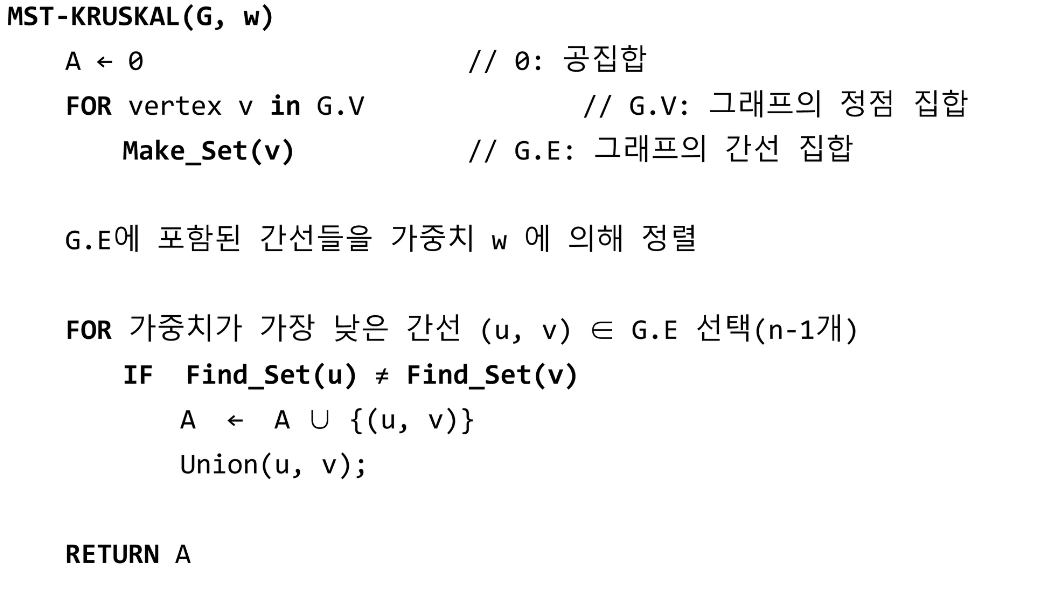 MST-KRUSKAL(G, w)
A ← 0 // 0: 공집합
FOR vertex v in G.V // G.V: 그래프의 정점 집합
Make_Set(v) // G.E: 그래프의 간선 집합
G.E에 포함된 간선들을 가중치 w 에 의해 정렬
FOR 가중치가 가장 낮은 간선 (u, v) ∈ G.E 선택(n-1개)
IF Find_Set(u) ≠ Find_Set(v)
A ← A ∪ {(u, v)}
Union(u, v);
RETURN A